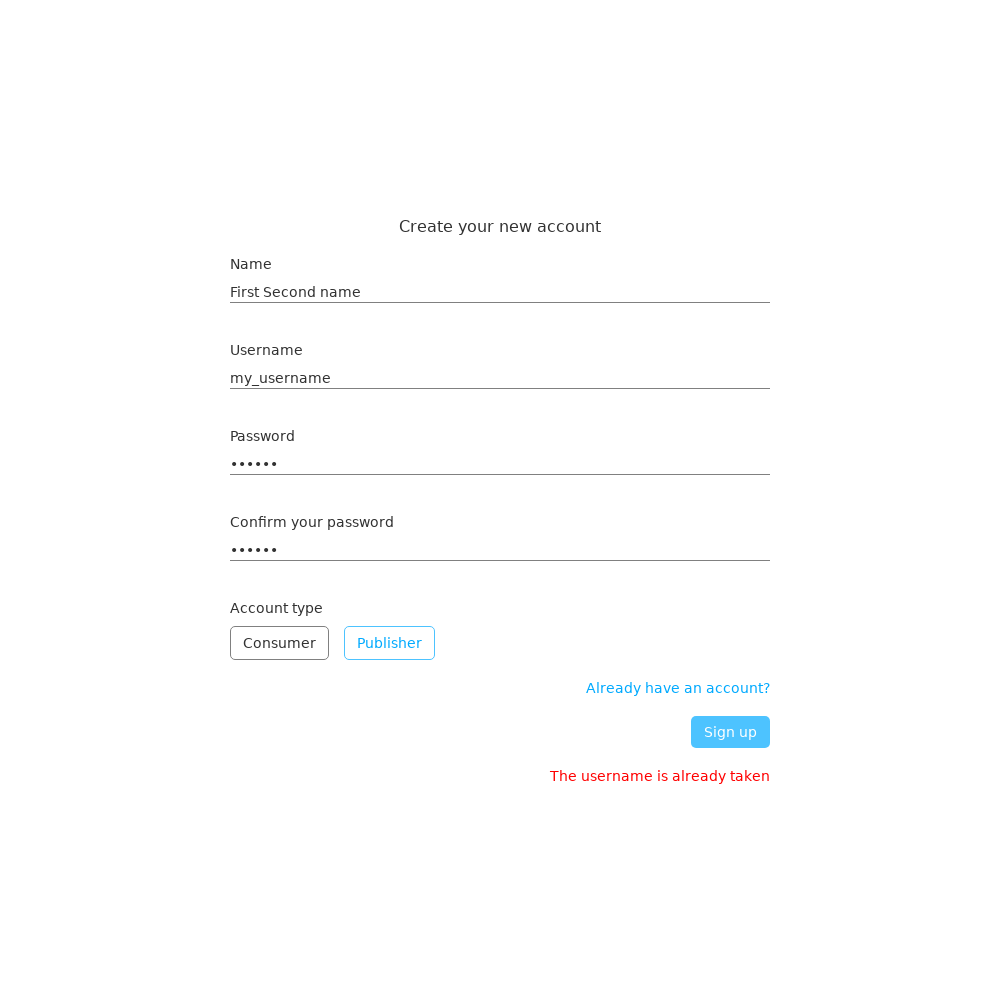 Create your new account
Name
First Second name
Username
my_username
Password
••••••
Confirm your password
••••••
Account type
Consumer Publisher
Already have an account?
Sign up
The username is already taken